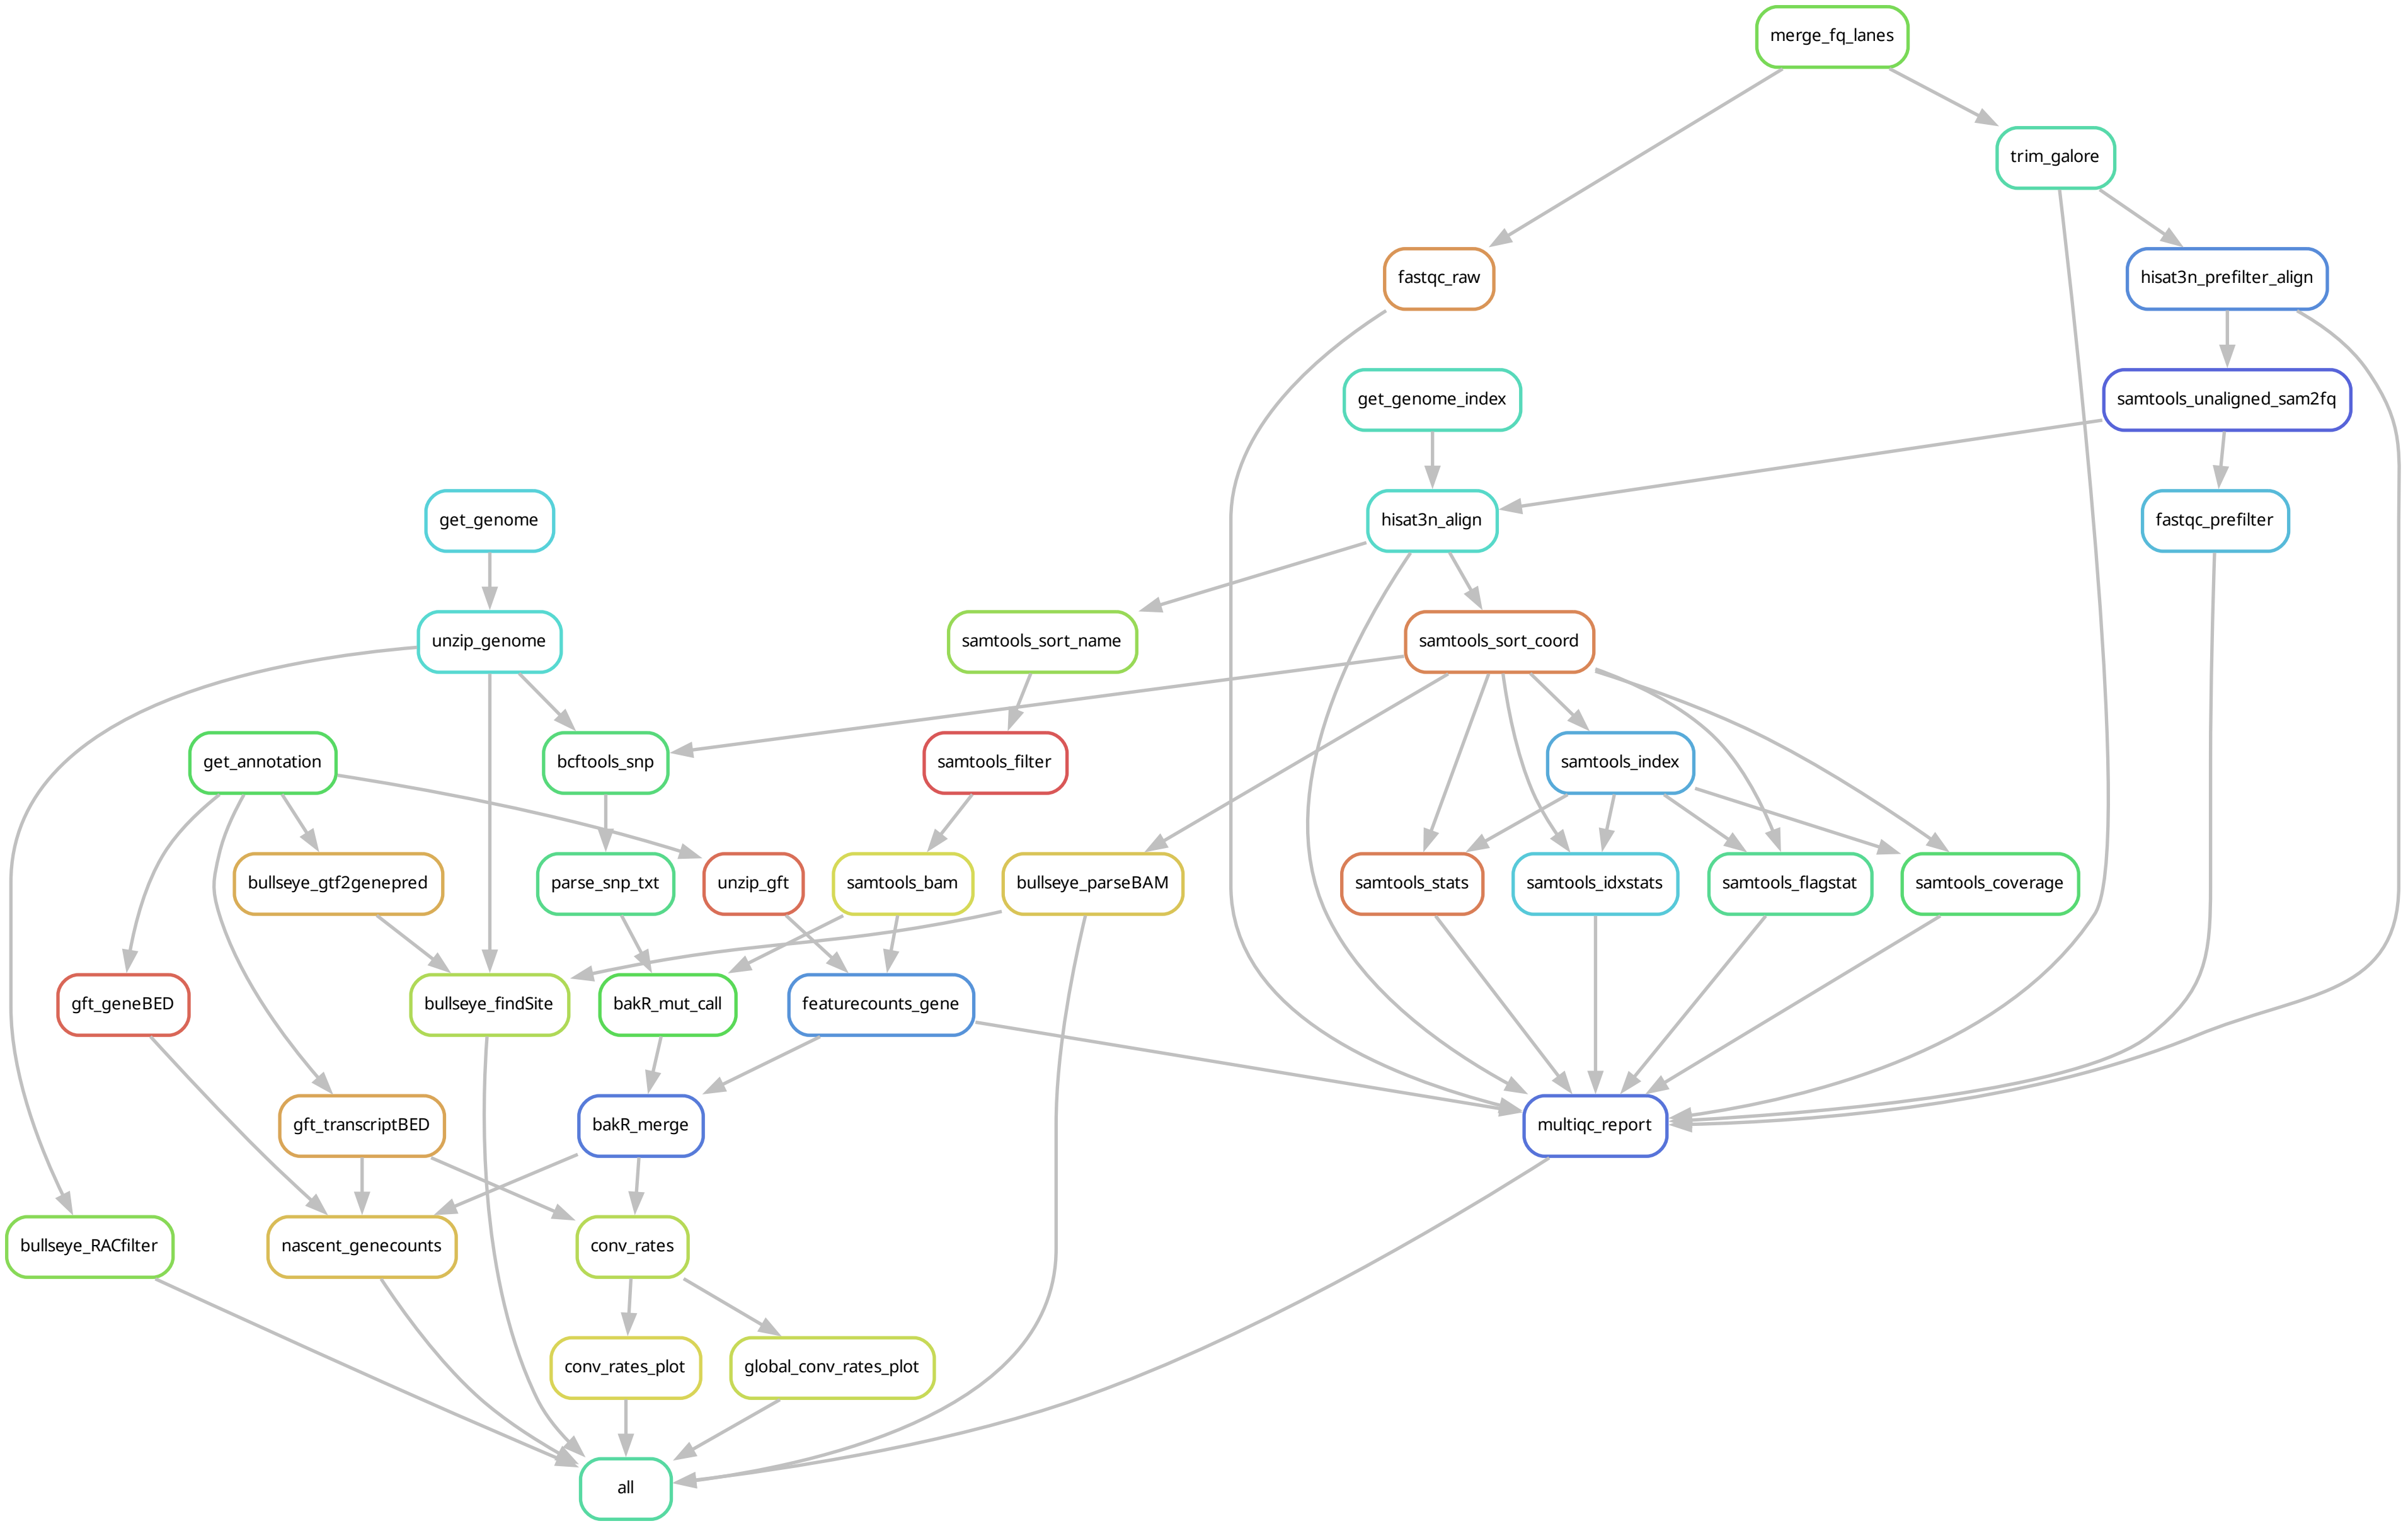 merge_fq_lanes
trim_galore
fastqc_raw
hisat3n_prefilter_align
get_genome_index
samtools_unaligned_sam2fq
get_genome
hisat3n_align
fastqc_prefilter
unzip_genome
samtools_sort_name
samtools_sort_coord
get_annotation
bcftools_snp
samtools_filter
samtools_index
bullseye_gtf2genepred
parse_snp_txt
unzip_gft
samtools_bam
bullseye_parseBAM
samtools_stats
samtools_idxstats
samtools_flagstat
samtools_coverage
gft_geneBED
bullseye_findSite
bakR_mut_call
featurecounts_gene
gft_transcriptBED
bakR_merge
multiqc_report
bullseye_RACfilter
nascent_genecounts
conv_rates
conv_rates_plot
global_conv_rates_plot
all